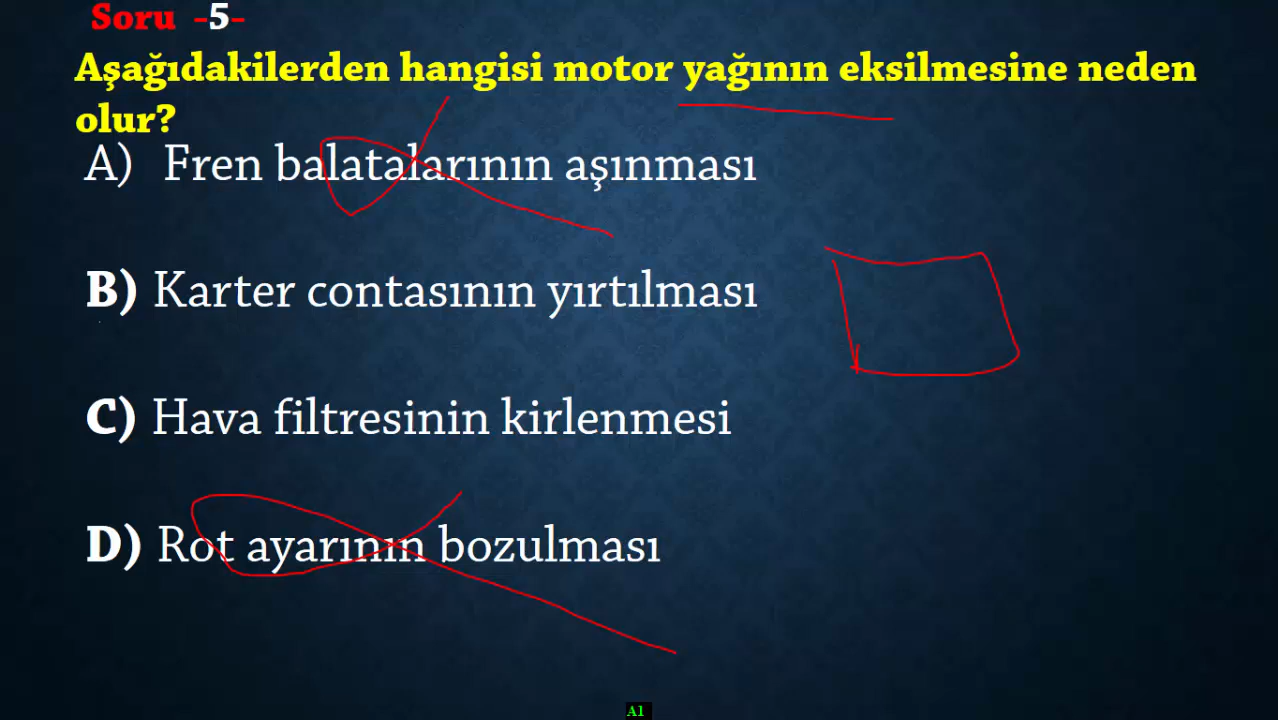 Soru -5-
Aşağıdakilerden hangisi motor yağının eksilmesine neden
olur?
A) Fren balatalarının aşınması
B) Karter contasının yırtılması
C) Hava filtresinin kirlenmesi
D) Rot ayarının bozulması
A1